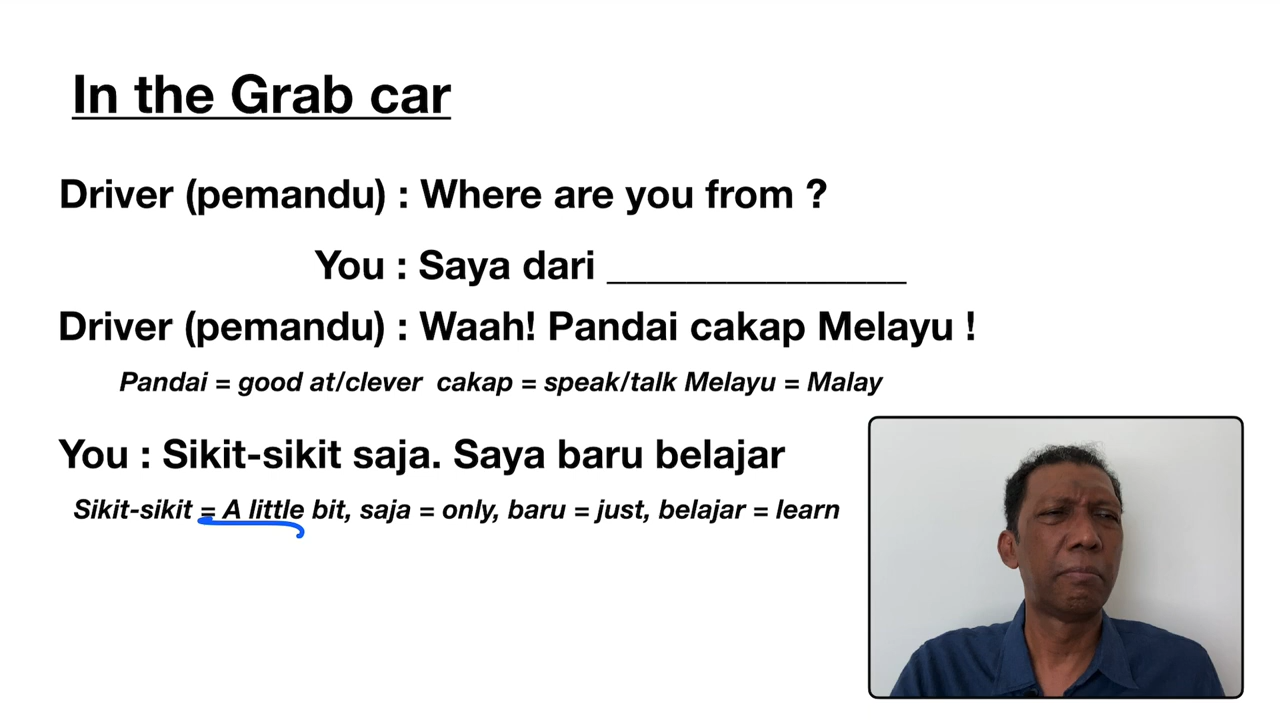 In the Grab car
Driver (pemandu) : Where are you from ?
You : Saya dari _______________
Driver (pemandu) : Waah! Pandai cakap Melayu !
Pandai = good at/clever cakap = speak/talk Melayu = Malay
You : Sikit-sikit saja. Saya baru belajar
Sikit-sikit = A little bit, saja = only, baru = just, belajar = learn